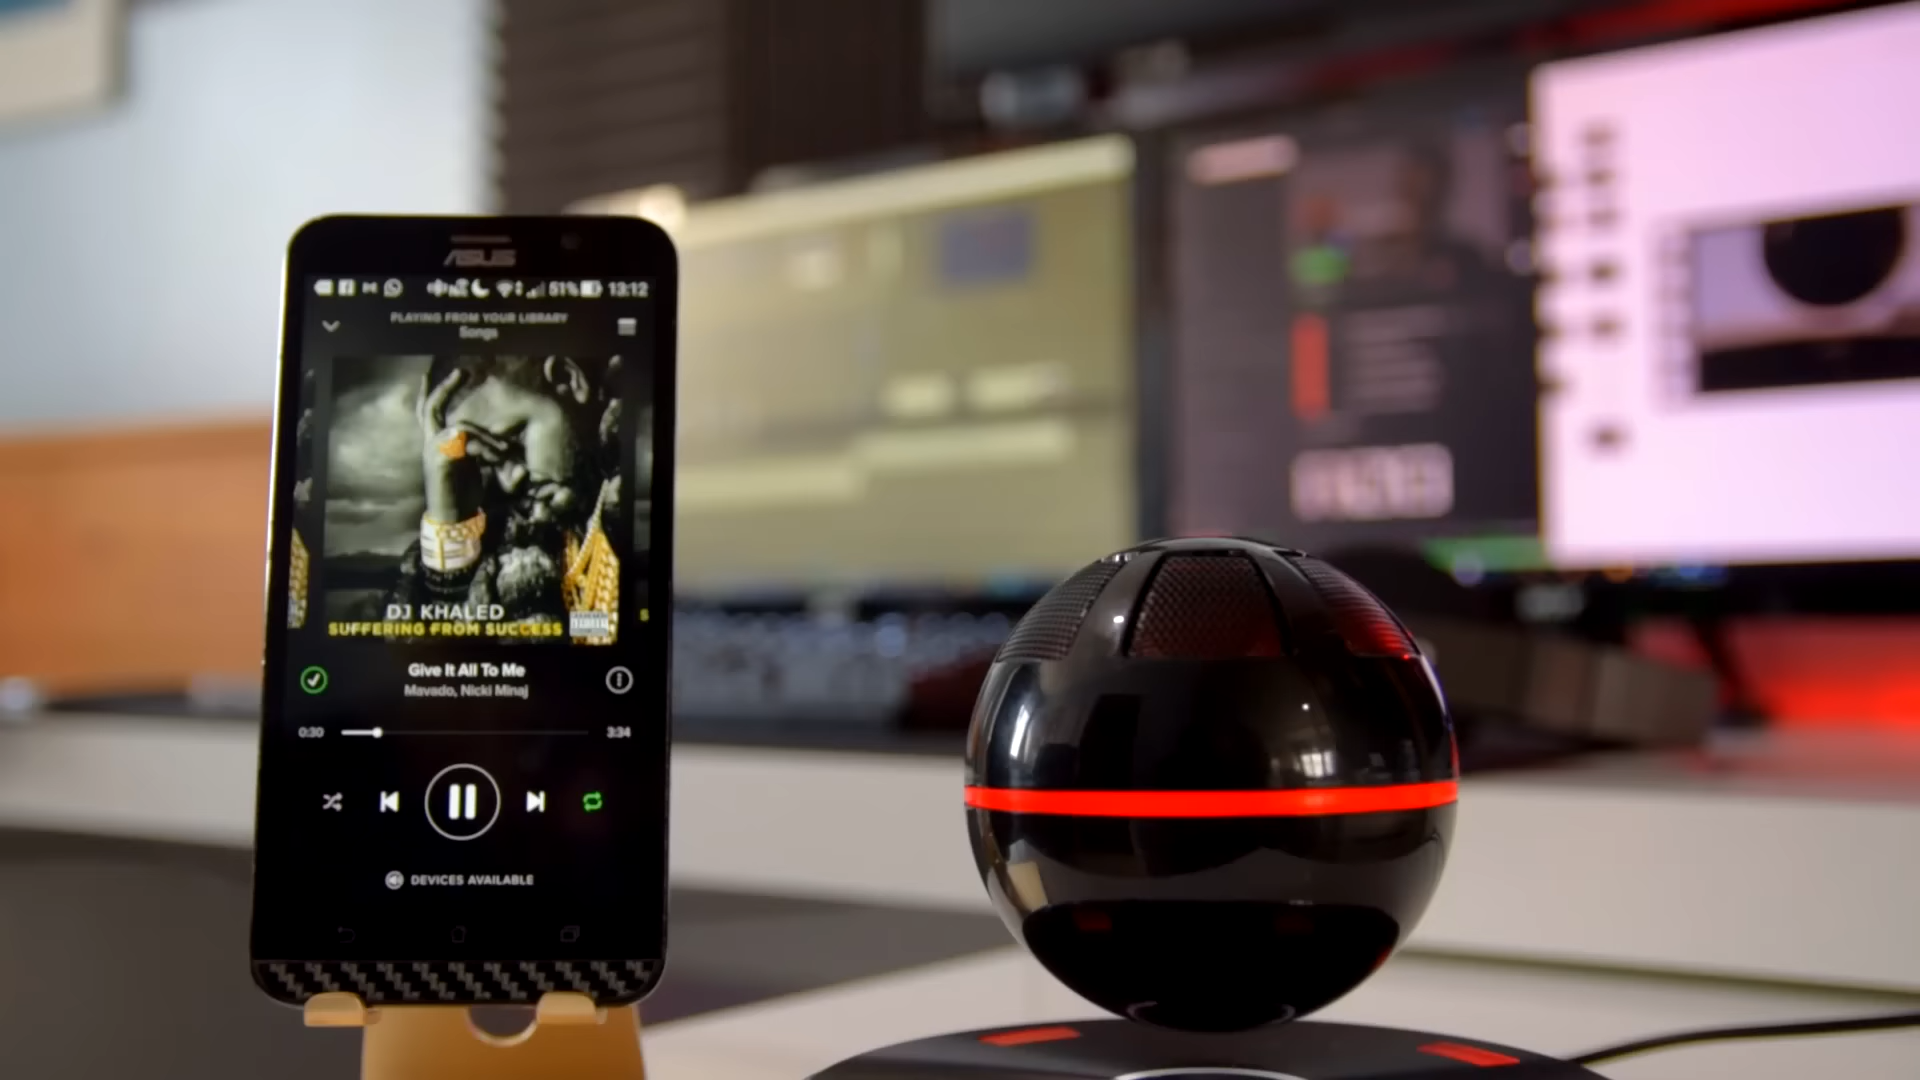 ASUS
51% 13:12
PLAYING FROM YOUR LIBRARY
Songs
DJ KHALED
SUFFERING FROM SUCCESS
Give It All To Me
Mavado, Nicki Minaj
0:30
3:34
DEVICES AVAILABLE